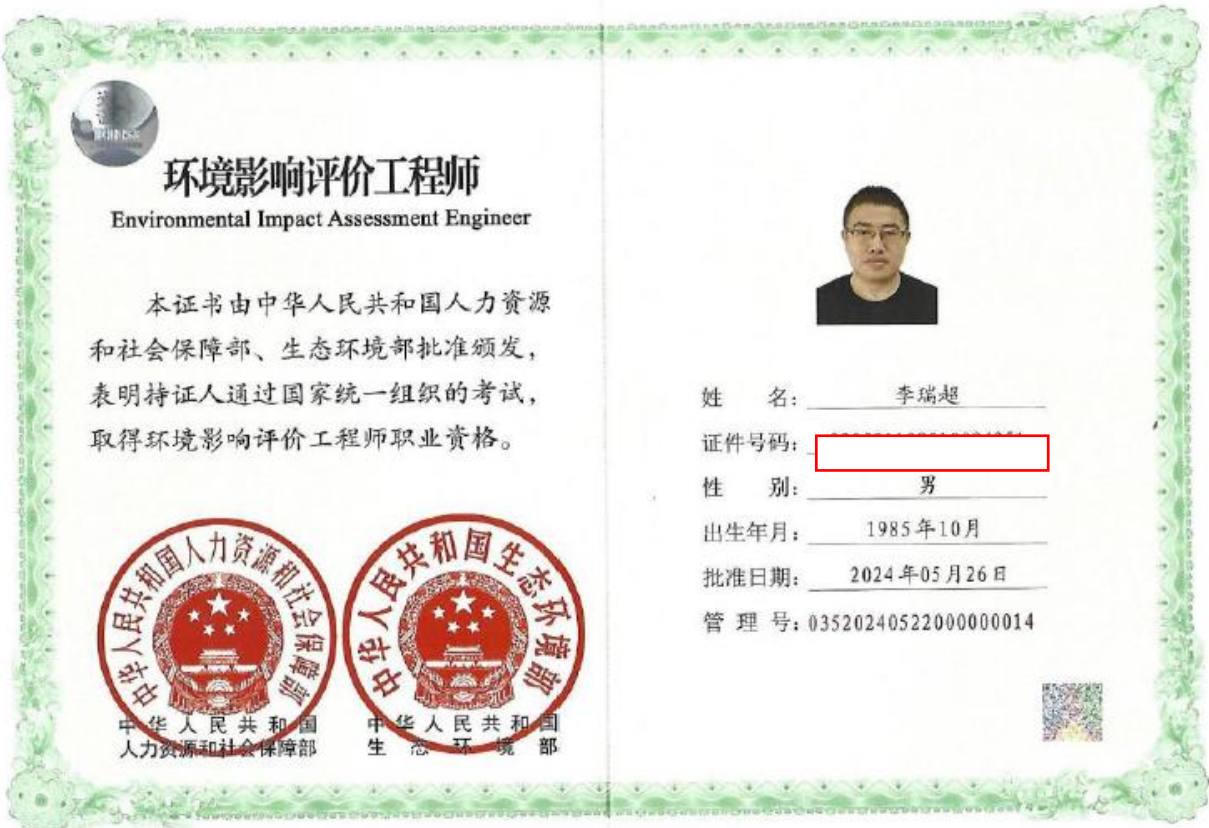 环境影响评价工程师
Environmental Impact Assessment Engineer
本证书由中华人民共和国人力资源
和社会保障部、生态环境部批准颁发，
表明持证人通过国家统一组织的考试，
取得环境影响评价工程师职业资格。
中华人民共和国人力资源和社会保障部
中华人民共和国生态环境部
中华人民共和国
人力资源和社会保障部
中华人民共和国
生态环境部
姓名：李瑞超
证件号码：
性别：男
出生年月：1985年10月
批准日期：2024年05月26日
管理号：03520240522000000014